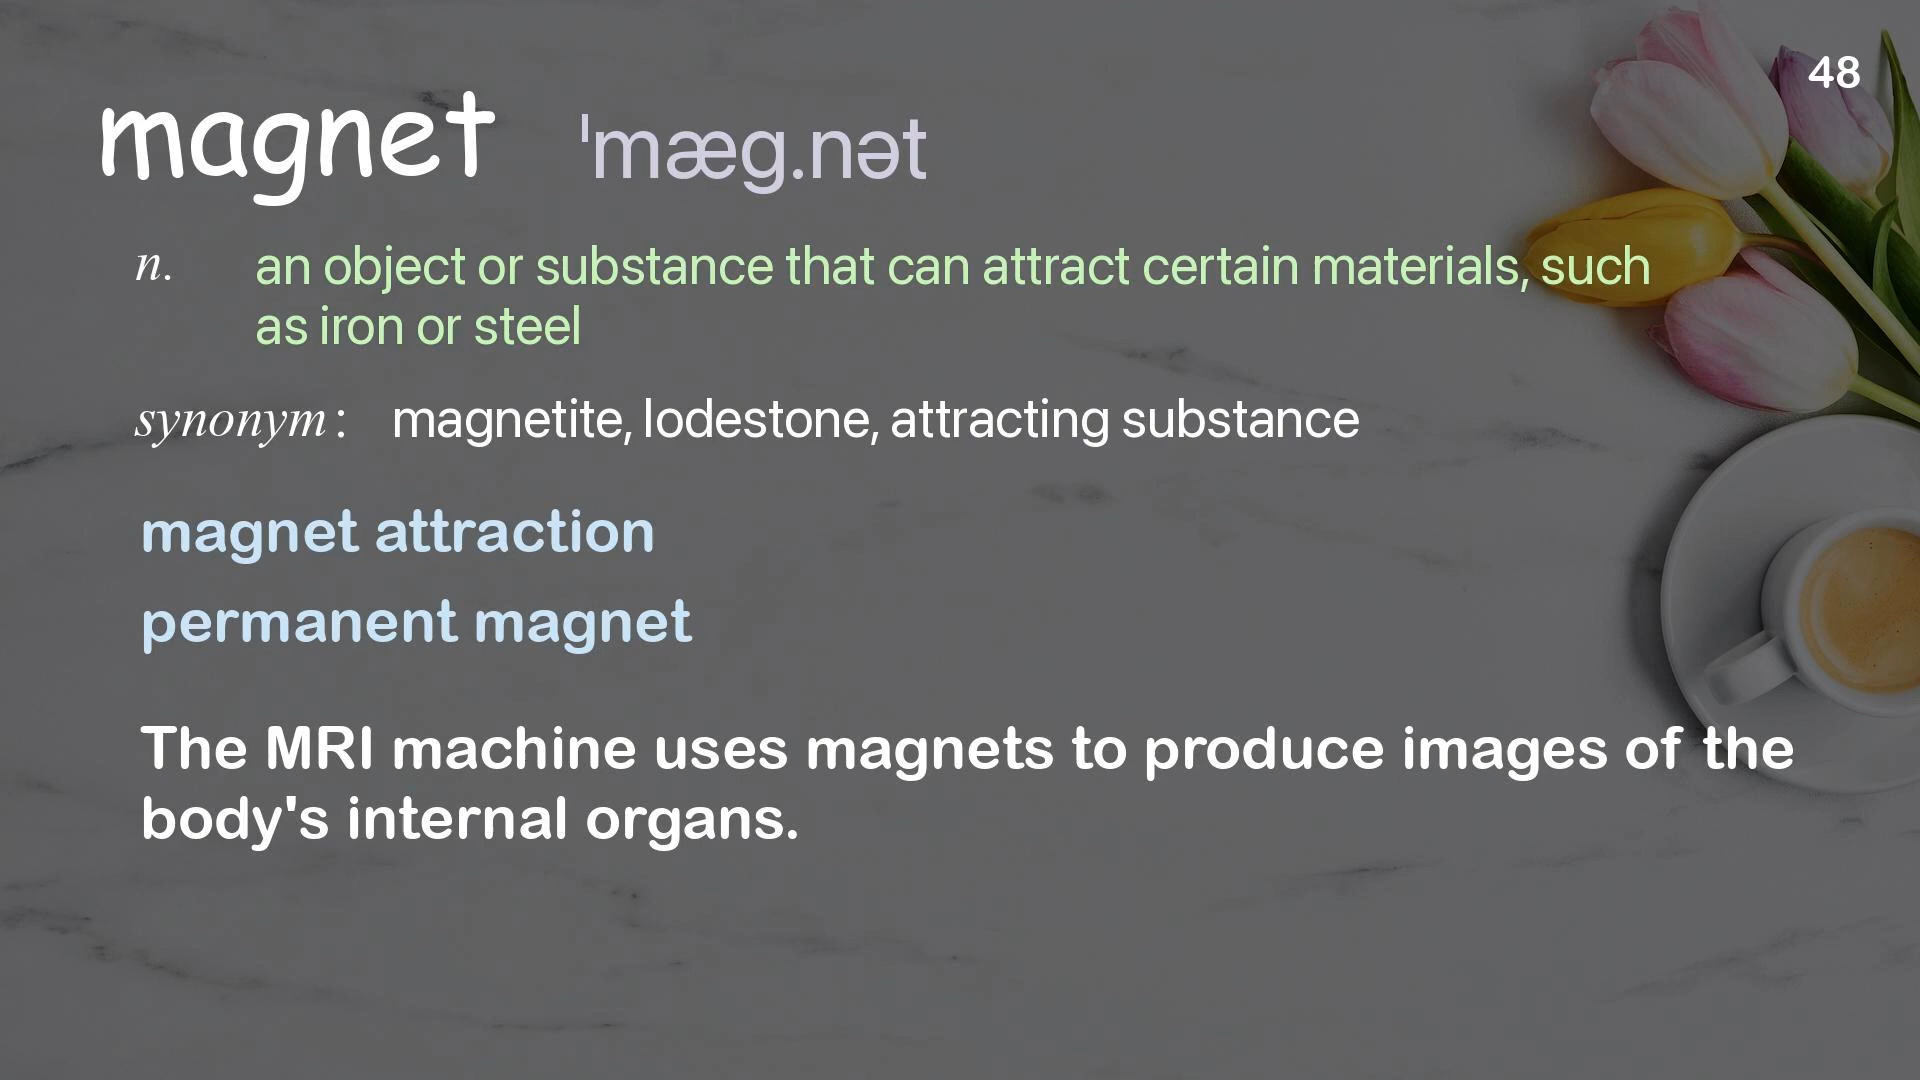 48
magnet ˈmæg.nət
n. an object or substance that can attract certain materials, such
as iron or steel
synonym: magnetite, lodestone, attracting substance
magnet attraction
permanent magnet
The MRI machine uses magnets to produce images of the
body's internal organs.